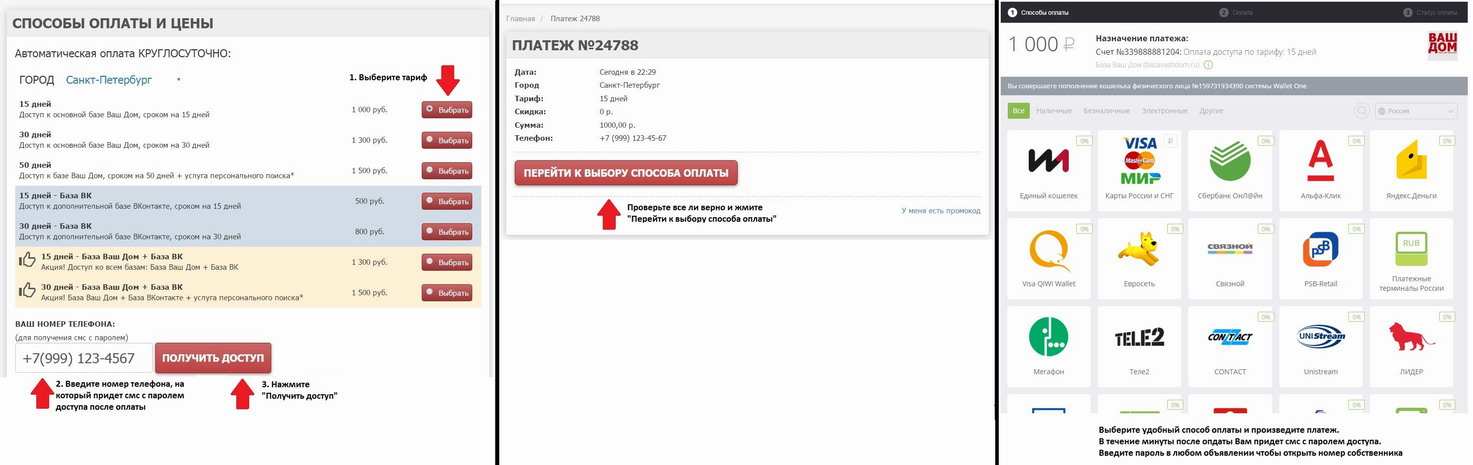 СПОСОБЫ ОПЛАТЫ И ЦЕНЫ
Автоматическая оплата КРУГЛОСУТОЧНО:
ГОРОД Санкт-Петербург
1. Выберите тариф
15 дней
Доступ к основной базе Ваш Дом, сроком на 15 дней
1 000 руб.
Выбрать
30 дней
Доступ к основной базе Ваш Дом, сроком на 30 дней
1 300 руб.
Выбрать
50 дней
Доступ к базе Ваш Дом, сроком на 50 дней + услуга персонального поиска*
1 500 руб.
Выбрать
15 дней - База ВК
Доступ к дополнительной базе ВКонтакте, сроком на 15 дней
500 руб.
Выбрать
30 дней - База ВК
Доступ к дополнительной базе ВКонтакте, сроком на 30 дней
800 руб.
Выбрать
15 дней - База Ваш Дом + База ВК
Акция! Доступ ко всем базам: База Ваш Дом + База ВК
1 300 руб.
Выбрать
30 дней - База Ваш Дом + База ВК
Акция! База Ваш Дом + База ВКонтакте + услуга персонального поиска*
1 500 руб.
Выбрать
ВАШ НОМЕР ТЕЛЕФОНА:
(для получения смс с паролем)
+7(999) 123-4567
ПОЛУЧИТЬ ДОСТУП
2. Введите номер телефона, на
который придет смс с паролем
доступа после оплаты
3. Нажмите
"Получить доступ"
Главная / Платеж 24788
ПЛАТЕЖ №24788
Дата: Сегодня в 22:29
Город Санкт-Петербург
Тариф: 15 дней
Скидка: 0 р.
Сумма: 1000,00 р.
Телефон: +7 (999) 123-45-67
ПЕРЕЙТИ К ВЫБОРУ СПОСОБА ОПЛАТЫ
Проверьте все ли верно и жмите
"Перейти к выбору способа оплаты"
У меня есть промокод
1 Способы оплаты
2 Оплата
3 Статус оплаты
1 000 ₽
Назначение платежа:
Счет №339888881204: Оплата доступа по тарифу: 15 дней
База Ваш Дом (bazavashdom.ru)
ВАШ
ДОМ
Вы совершаете пополнение кошелька физического лица №159731934390 системы Wallet One
Все Наличные Безналичные Электронные Другие
Россия
0%
Единый кошелек
₽
VISA
MasterCard
МИР
Карты России и СНГ
0%
Сбербанк ОнЛ@йн
0%
Альфа-Клик
0%
Яндекс.Деньги
0%
Visa QIWI Wallet
0%
Евросеть
0%
СВЯЗНОЙ
Связной
0%
PSB
PSB-Retail
0%
RUB
Платежные
терминалы России
Мегафон
TELE2
Теле2
0%
CONTACT
CONTACT
0%
UNIStream
Unistream
0%
ЛИДЕР
0%
0%
0%
0%
Выберите удобный способ оплаты и произведите платеж.
В течение минуты после опдаты Вам придет смс с паролем доступа.
Введите пароль в любом объявлении чтобы открыть номер собственника